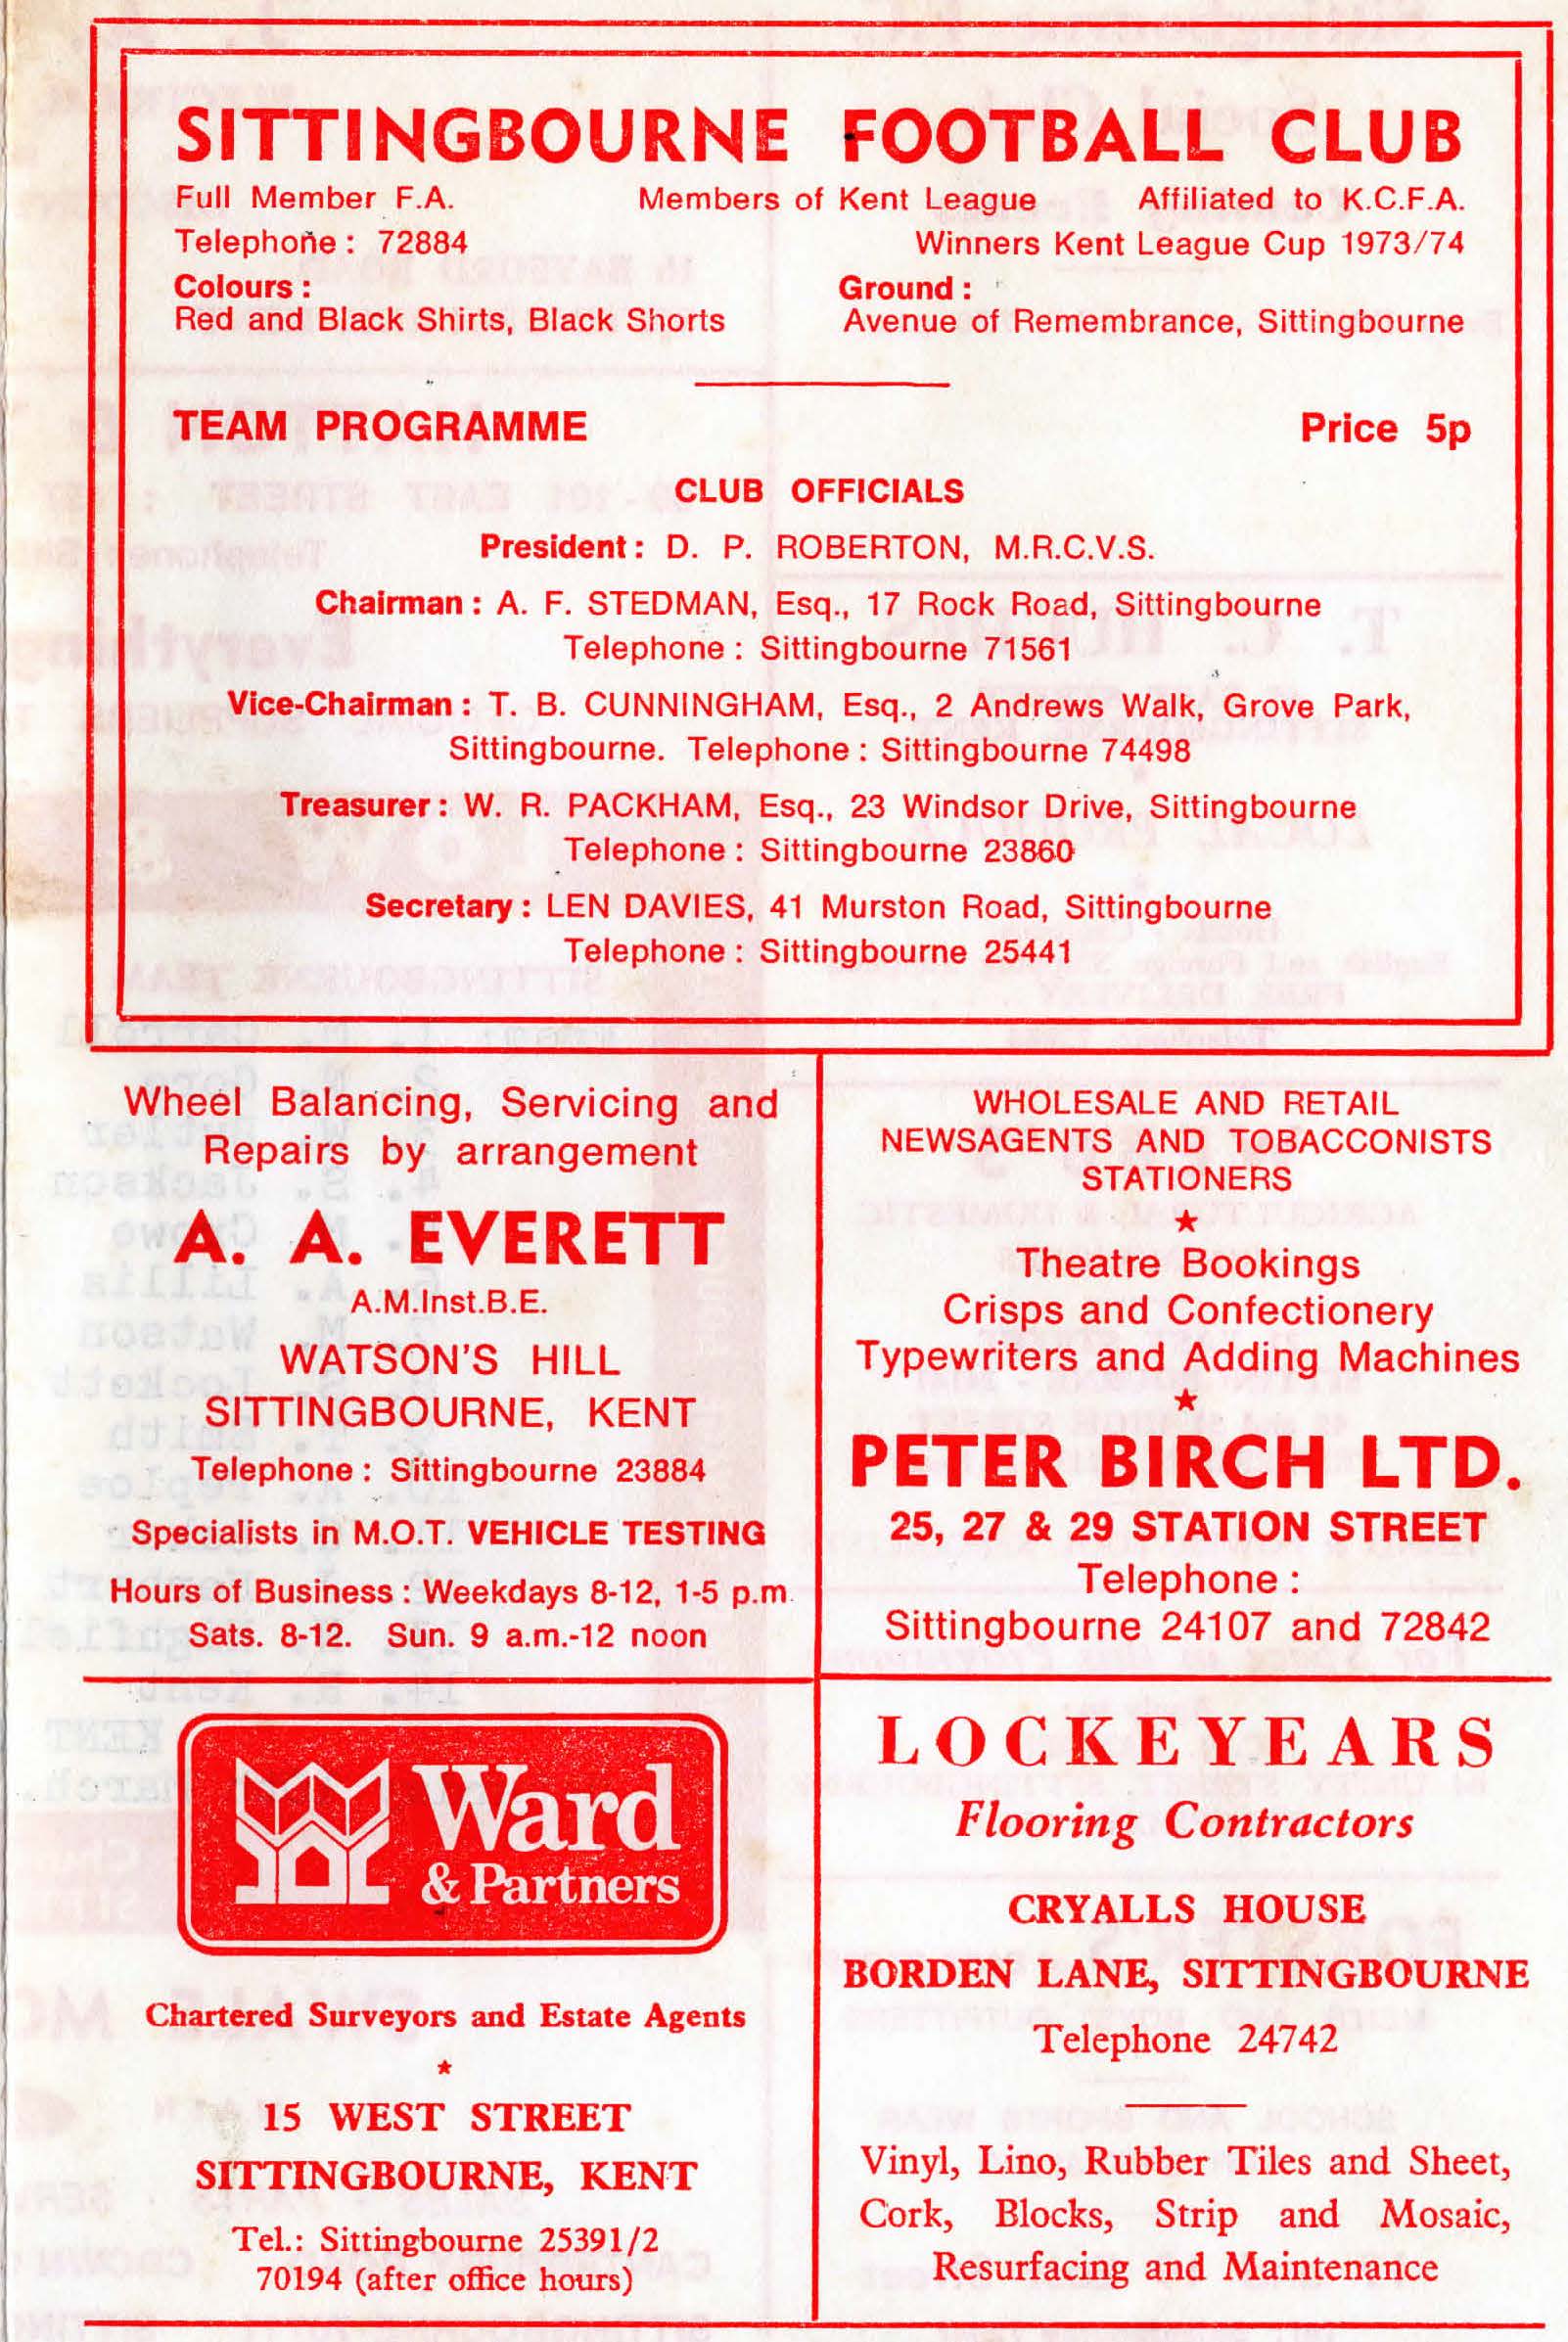 SITTINGBOURNE FOOTBALL CLUB
Full Member F.A. Members of Kent League Affiliated to K.C.F.A.
Telephone : 72884 Winners Kent League Cup 1973/74
Colours : Ground :
Red and Black Shirts, Black Shorts Avenue of Remembrance, Sittingbourne
TEAM PROGRAMME Price 5p
CLUB OFFICIALS
President : D. P. ROBERTON, M.R.C.V.S.
Chairman : A. F. STEDMAN, Esq., 17 Rock Road, Sittingbourne
Telephone : Sittingbourne 71561
Vice-Chairman : T. B. CUNNINGHAM, Esq., 2 Andrews Walk, Grove Park,
Sittingbourne. Telephone : Sittingbourne 74498
Treasurer : W. R. PACKHAM, Esq., 23 Windsor Drive, Sittingbourne
Telephone : Sittingbourne 23860
Secretary : LEN DAVIES, 41 Murston Road, Sittingbourne
Telephone : Sittingbourne 25441
Wheel Balancing, Servicing and
Repairs by arrangement
A. A. EVERETT
A.M.Inst.B.E.
WATSON'S HILL
SITTINGBOURNE, KENT
Telephone : Sittingbourne 23884
Specialists in M.O.T. VEHICLE TESTING
Hours of Business : Weekdays 8-12, 1-5 p.m.
Sats. 8-12. Sun. 9 a.m.-12 noon
WHOLESALE AND RETAIL
NEWSAGENTS AND TOBACCONISTS
STATIONERS
★
Theatre Bookings
Crisps and Confectionery
Typewriters and Adding Machines
★
PETER BIRCH LTD.
25, 27 & 29 STATION STREET
Telephone :
Sittingbourne 24107 and 72842
Ward
& Partners
Chartered Surveyors and Estate Agents
★
15 WEST STREET
SITTINGBOURNE, KENT
Tel.: Sittingbourne 25391/2
70194 (after office hours)
LOCKEYEARS
Flooring Contractors
CRYALLS HOUSE
BORDEN LANE, SITTINGBOURNE
Telephone 24742
Vinyl, Lino, Rubber Tiles and Sheet,
Cork, Blocks, Strip and Mosaic,
Resurfacing and Maintenance